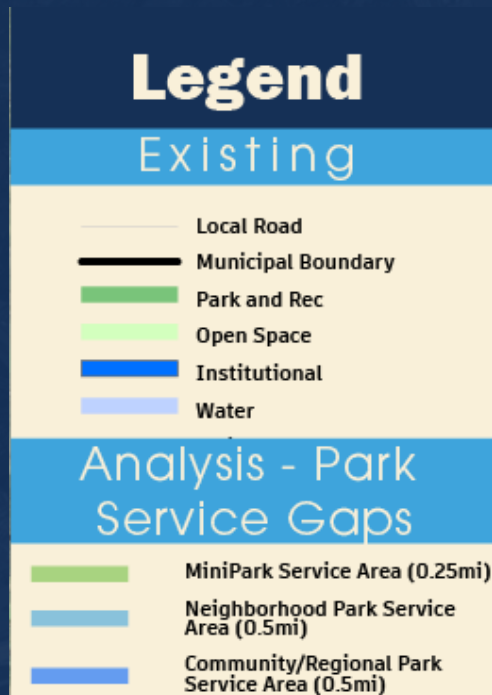 Legend
Existing
Local Road
Municipal Boundary
Park and Rec
Open Space
Institutional
Water
Analysis - Park
Service Gaps
MiniPark Service Area (0.25mi)
Neighborhood Park Service
Area (0.5mi)
Community/Regional Park
Service Area (0.5mi)